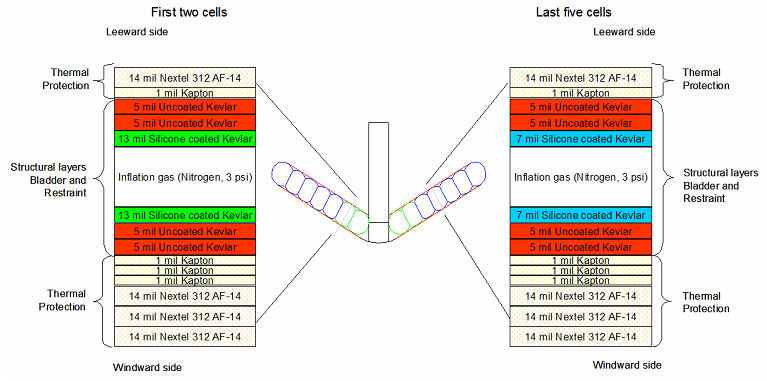 First two cells
Leeward side
Thermal
Protection
14 mil Nextel 312 AF-14
1 mil Kapton
5 mil Uncoated Kevlar
5 mil Uncoated Kevlar
13 mil Silicone coated Kevlar
Structural layers
Bladder and
Restraint
Inflation gas (Nitrogen, 3 psi)
13 mil Silicone coated Kevlar
5 mil Uncoated Kevlar
5 mil Uncoated Kevlar
1 mil Kapton
1 mil Kapton
1 mil Kapton
Thermal
Protection
14 mil Nextel 312 AF-14
14 mil Nextel 312 AF-14
14 mil Nextel 312 AF-14
Windward side
Last five cells
Leeward side
14 mil Nextel 312 AF-14
1 mil Kapton
Thermal
Protection
5 mil Uncoated Kevlar
5 mil Uncoated Kevlar
7 mil Silicone coated Kevlar
Inflation gas (Nitrogen, 3 psi)
Structural layers
Bladder and
Restraint
7 mil Silicone coated Kevlar
5 mil Uncoated Kevlar
5 mil Uncoated Kevlar
1 mil Kapton
1 mil Kapton
1 mil Kapton
14 mil Nextel 312 AF-14
14 mil Nextel 312 AF-14
14 mil Nextel 312 AF-14
Thermal
Protection
Windward side